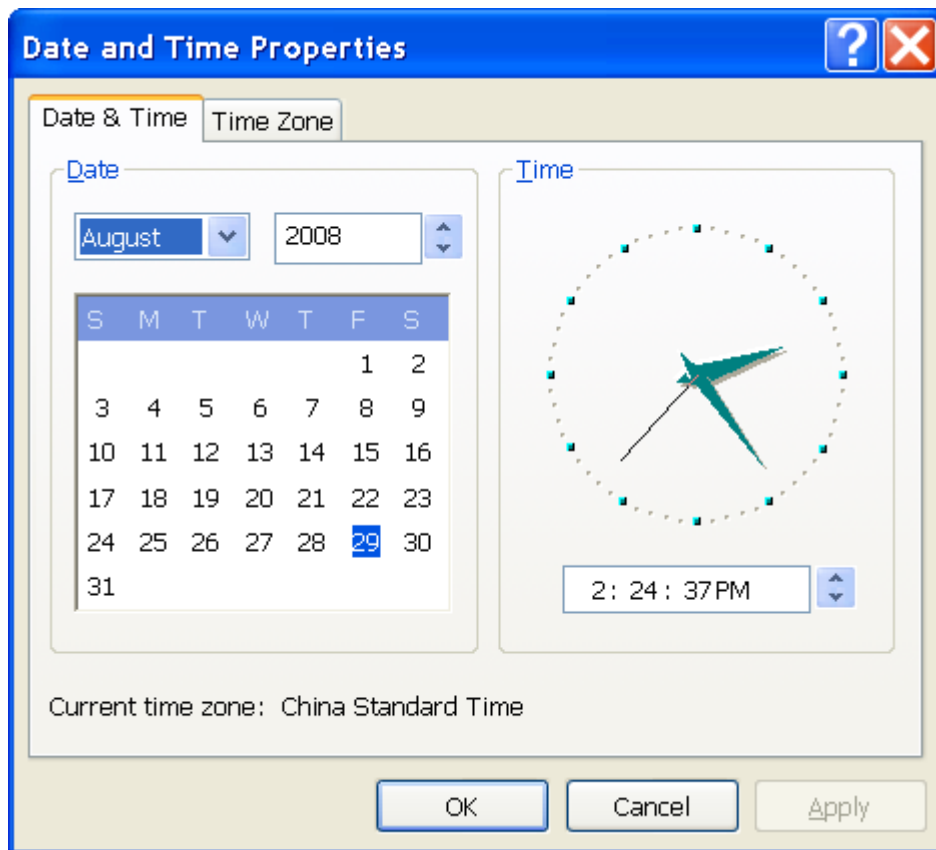 Date and Time Properties
Date & Time Time Zone
Date
August 2008
S M T W T F S
1 2
3 4 5 6 7 8 9
10 11 12 13 14 15 16
17 18 19 20 21 22 23
24 25 26 27 28 29 30
31
Time
2: 24: 37 PM
Current time zone: China Standard Time
OK Cancel Apply